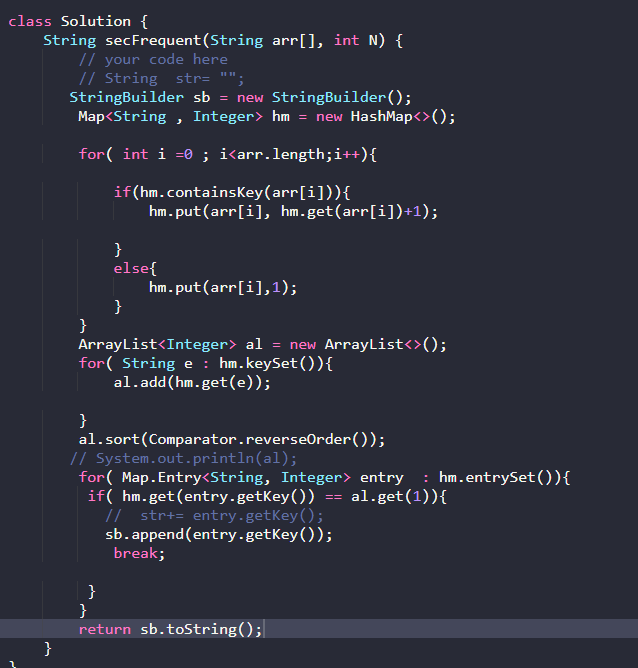 class Solution {
    String secFrequent(String arr[], int N) {
        // your code here
        // String  str= "";
       StringBuilder sb = new StringBuilder();
        Map<String , Integer> hm = new HashMap<>();
        for( int i =0 ; i<arr.length;i++){
            if(hm.containsKey(arr[i])){
                hm.put(arr[i], hm.get(arr[i])+1);
            }
            else{
                hm.put(arr[i],1);
            }
        }
        ArrayList<Integer> al = new ArrayList<>();
        for( String e : hm.keySet()){
            al.add(hm.get(e));
        }
        al.sort(Comparator.reverseOrder());
       // System.out.println(al);
        for( Map.Entry<String, Integer> entry  : hm.entrySet()){
         if( hm.get(entry.getKey()) == al.get(1)){
           //  str+= entry.getKey();
           sb.append(entry.getKey());
            break;
         }
        }
        return sb.toString();
    }
}